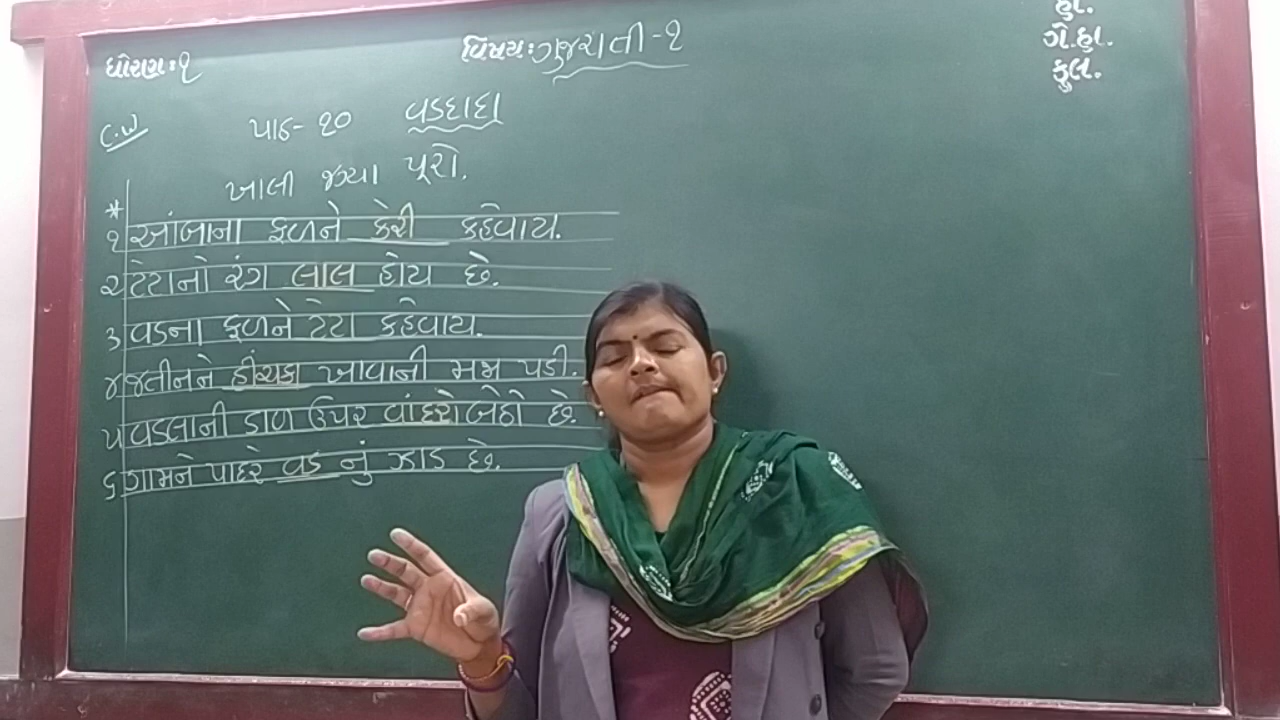 ધોરણ:૧
વિષય:ગુજરાતી-૧
હા.
ગે.હા.
કુલ.
C.W
પાઠ-૧૦ વડદાદા
* ખાલી જગ્યા પૂરો.
૧ આંબાના ફળને કેરી કહેવાય.
૨ ટેટાનો રંગ લાલ હોય છે.
૩ વડના ફળને ટેટા કહેવાય.
૪ જતીનને હીંચકા ખાવાની મજા પડી.
૫ વડલાની ડાળ ઉપર વાંદરો બેઠો છે.
૬ ગામને પાદરે વડ નું ઝાડ છે.